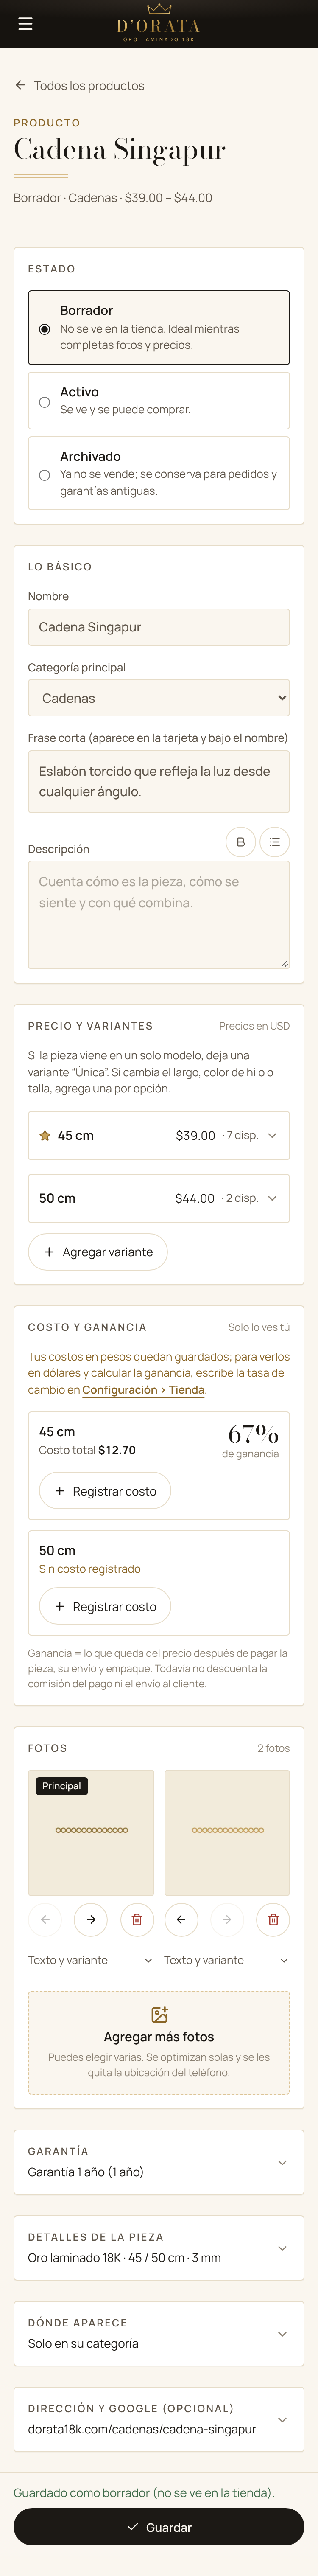 D'ORATA
ORO LAMINADO 18K
Todos los productos
PRODUCTO
Cadena Singapur
Borrador · Cadenas · $39.00 – $44.00
ESTADO
Borrador
No se ve en la tienda. Ideal mientras
completas fotos y precios.
Activo
Se ve y se puede comprar.
Archivado
Ya no se vende; se conserva para pedidos y
garantías antiguas.
LO BÁSICO
Nombre
Cadena Singapur
Categoría principal
Cadenas
Frase corta (aparece en la tarjeta y bajo el nombre)
Eslabón torcido que refleja la luz desde
cualquier ángulo.
Descripción
B
Cuenta cómo es la pieza, cómo se
siente y con qué combina.
PRECIO Y VARIANTES
Precios en USD
Si la pieza viene en un solo modelo, deja una
variante "Única". Si cambia el largo, color de hilo o
talla, agrega una por opción.
45 cm $39.00 · 7 disp.
50 cm $44.00 · 2 disp.
Agregar variante
COSTO Y GANANCIA
Solo lo ves tú
Tus costos en pesos quedan guardados; para verlos
en dólares y calcular la ganancia, escribe la tasa de
cambio en Configuración > Tienda.
45 cm
Costo total $12.70
67%
de ganancia
Registrar costo
50 cm
Sin costo registrado
Registrar costo
Ganancia = lo que queda del precio después de pagar la
pieza, su envío y empaque. Todavía no descuenta la
comisión del pago ni el envío al cliente.
FOTOS
2 fotos
Principal
Texto y variante
Texto y variante
Agregar más fotos
Puedes elegir varias. Se optimizan solas y se les
quita la ubicación del teléfono.
GARANTÍA
Garantía 1 año (1 año)
DETALLES DE LA PIEZA
Oro laminado 18K · 45 / 50 cm · 3 mm
DÓNDE APARECE
Solo en su categoría
DIRECCIÓN Y GOOGLE (OPCIONAL)
dorata18k.com/cadenas/cadena-singapur
Guardado como borrador (no se ve en la tienda).
Guardar